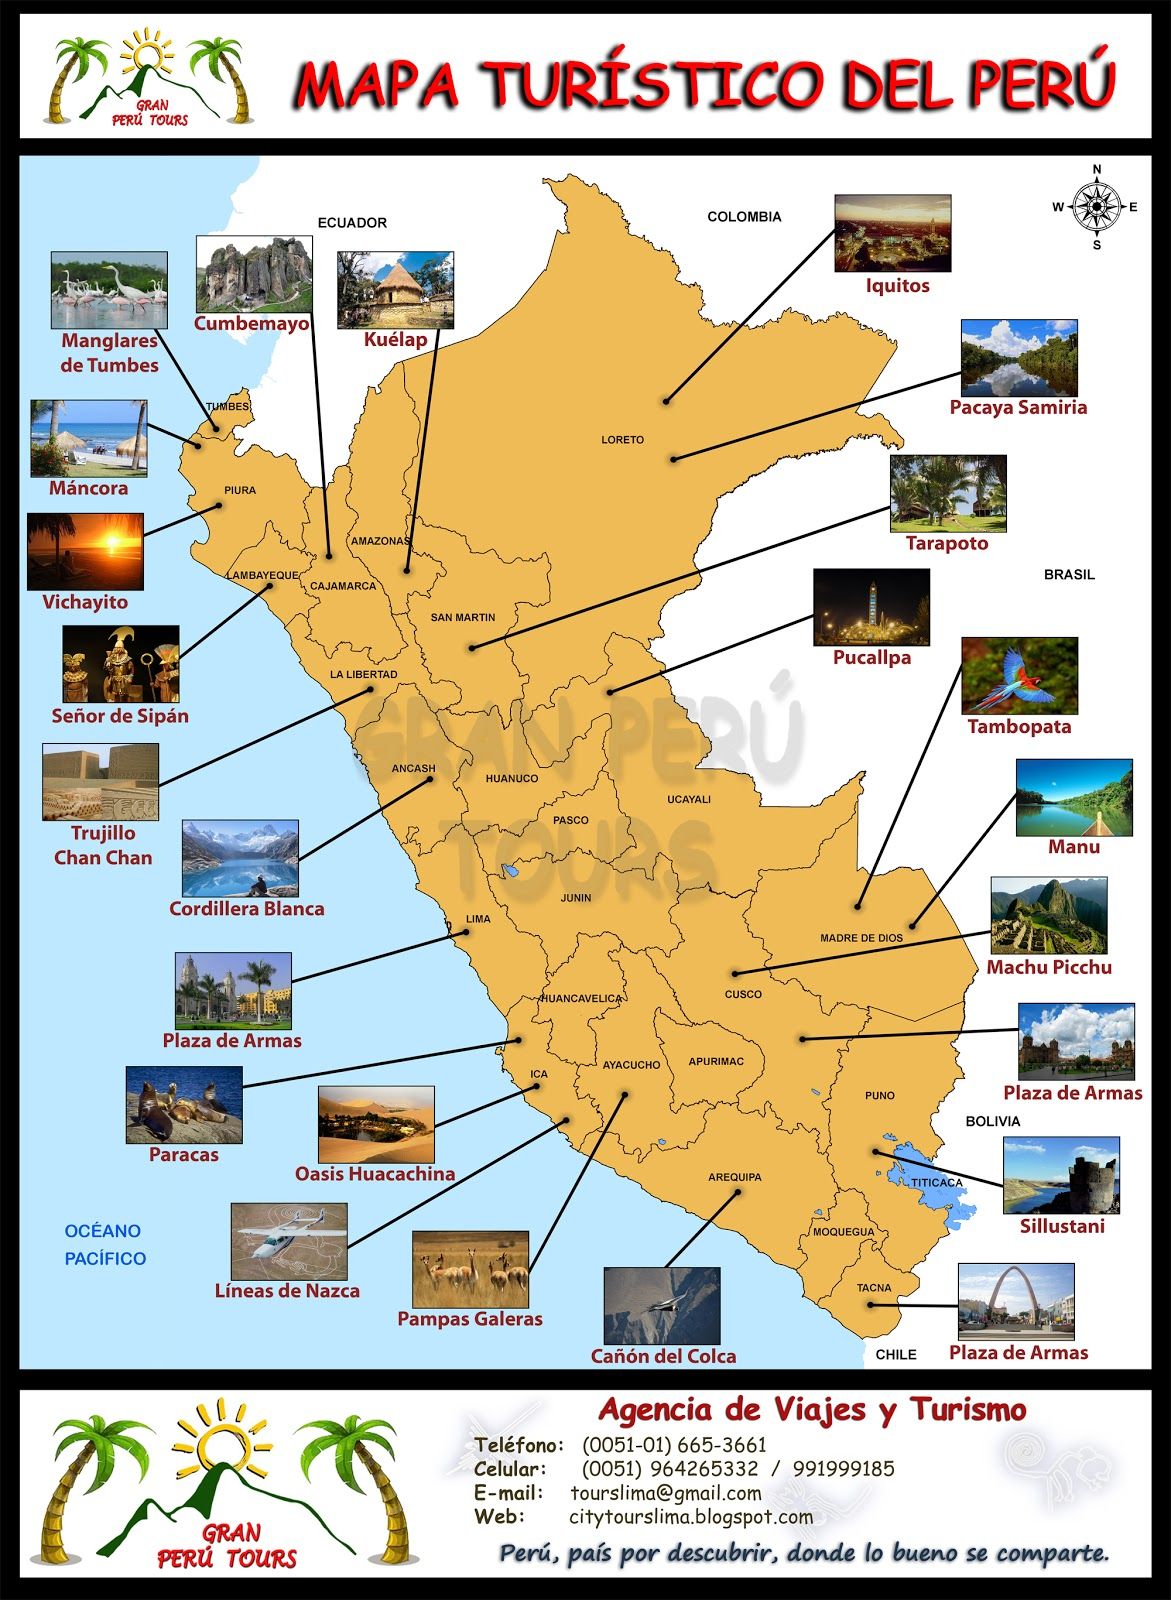 GRAN
PERÚ TOURS
MAPA TURÍSTICO DEL PERÚ
N
W E
S
ECUADOR
COLOMBIA
Iquitos
Manglares
de Tumbes
Cumbemayo
Kuélap
Pacaya Samiria
TUMBES
Máncora
LORETO
PIURA
Tarapoto
AMAZONAS
Vichayito
LAMBAYEQUE
CAJAMARCA
BRASIL
SAN MARTIN
Pucallpa
LA LIBERTAD
Señor de Sipán
Tambopata
GRAN PERÚ
TOURS
ANCASH
HUANUCO
UCAYALI
PASCO
Trujillo
Chan Chan
Manu
Cordillera Blanca
JUNIN
LIMA
MADRE DE DIOS
Machu Picchu
CUSCO
HUANCAVELICA
Plaza de Armas
AYACUCHO
APURIMAC
ICA
PUNO
Plaza de Armas
BOLIVIA
Paracas
Oasis Huacachina
AREQUIPA
TITICACA
OCÉANO
PACÍFICO
MOQUEGUA
Sillustani
Líneas de Nazca
TACNA
Pampas Galeras
Cañón del Colca
CHILE
Plaza de Armas
GRAN
PERÚ TOURS
Agencia de Viajes y Turismo
Teléfono: (0051-01) 665-3661
Celular: (0051) 964265332 / 991999185
E-mail: tourslima@gmail.com
Web: citytourslima.blogspot.com
Perú, país por descubrir, donde lo bueno se comparte.